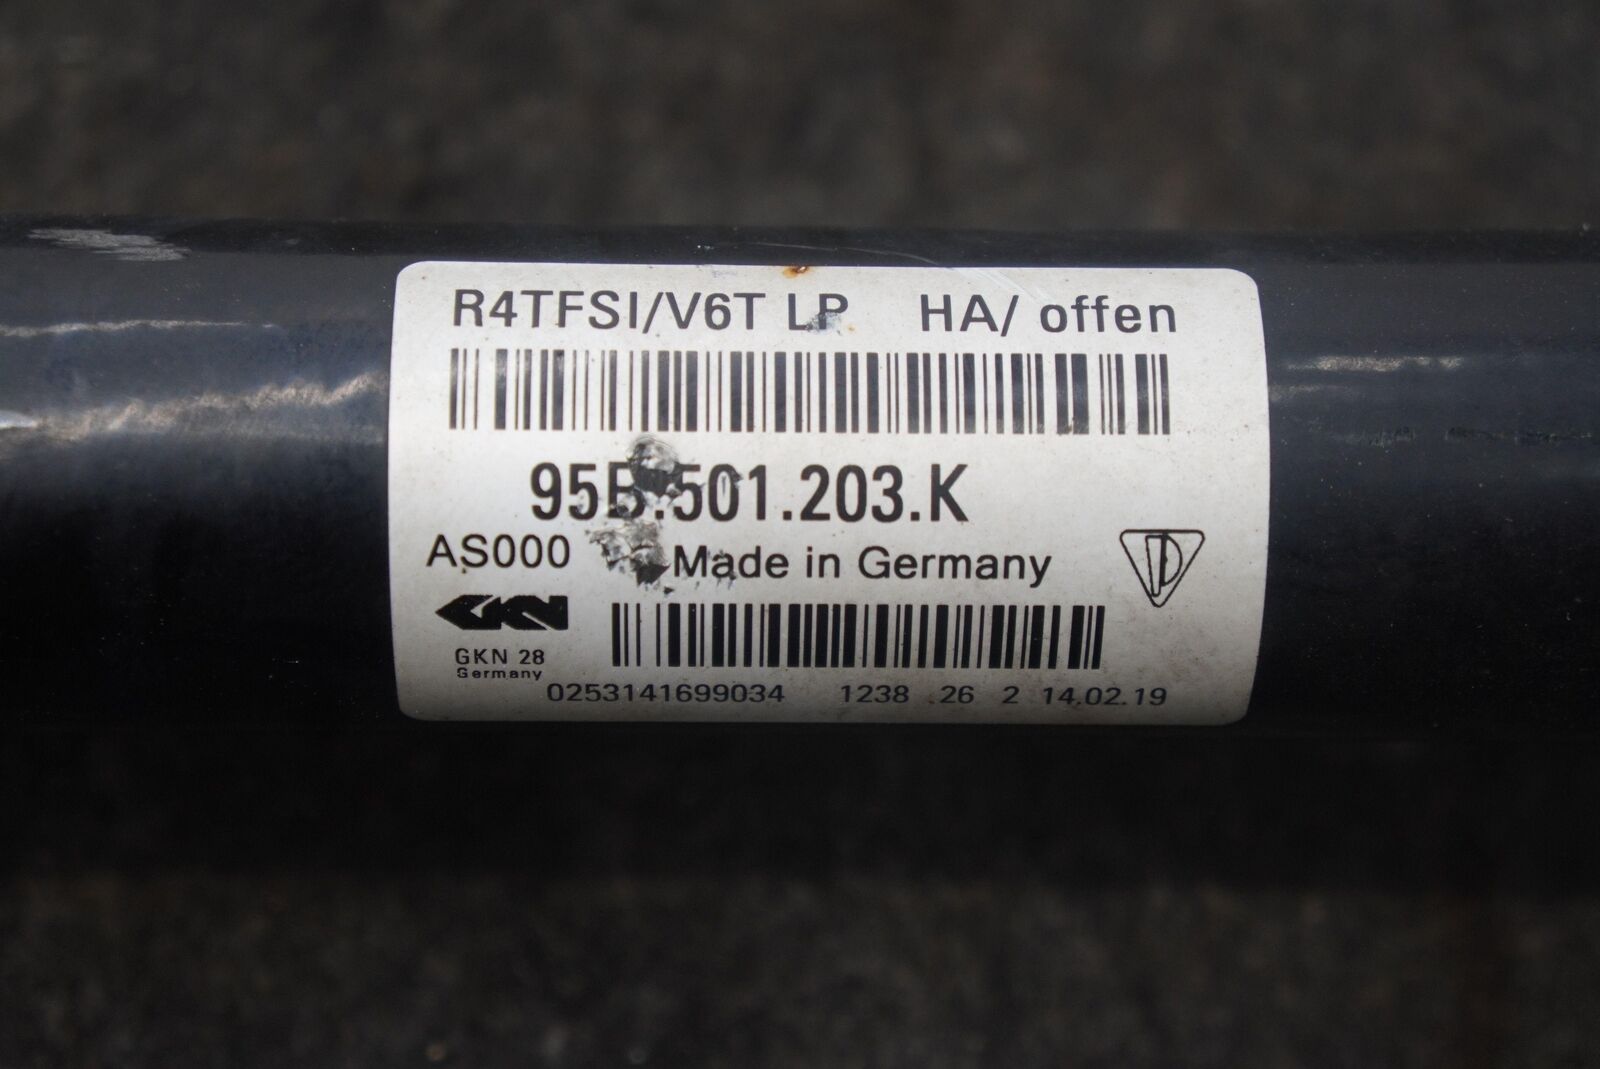 R4TFSI/V6T LP HA/ offen
95B.501.203.K
AS000 Made in Germany
GKN
GKN 28
Germany
0253141699034 1238 26 2 14.02.19